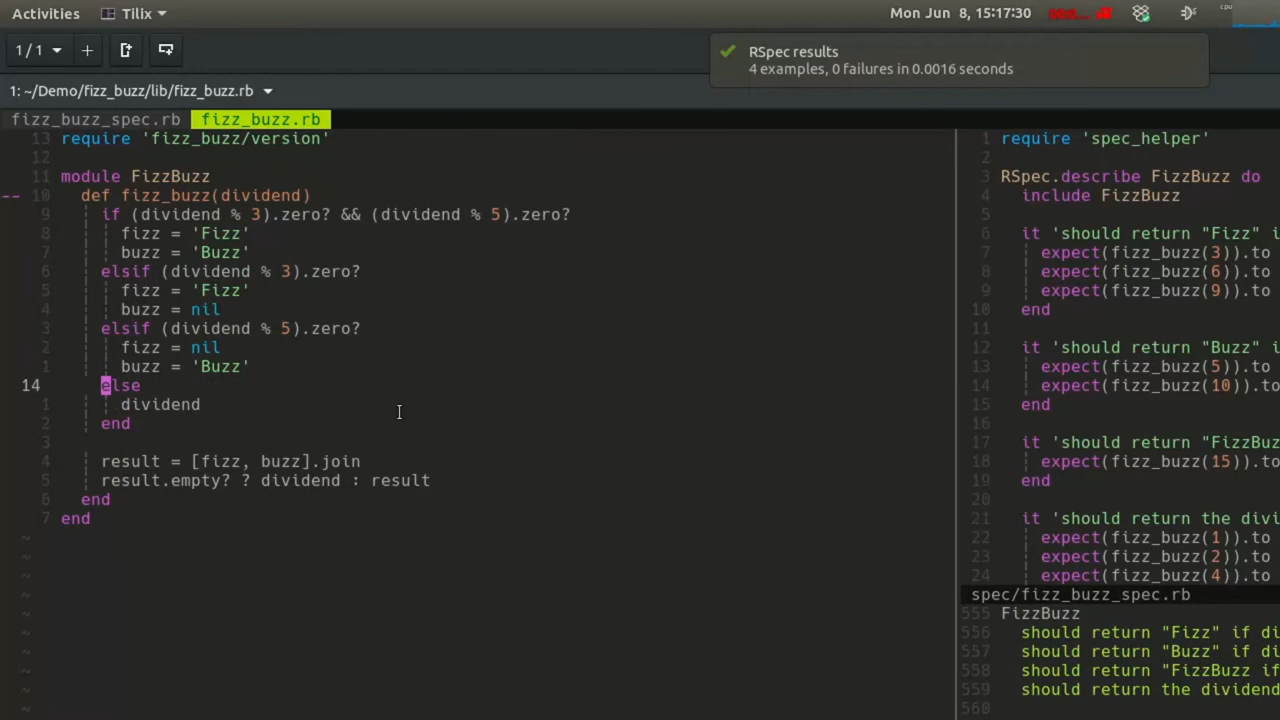 Activities Tilix Mon Jun 8, 15:17:30 cpu
1 / 1
RSpec results
4 examples, 0 failures in 0.0016 seconds
1: ~/Demo/fizz_buzz/lib/fizz_buzz.rb
fizz_buzz_spec.rb fizz_buzz.rb
13 require 'fizz_buzz/version'
12
11 module FizzBuzz
-- 10 def fizz_buzz(dividend)
9 if (dividend % 3).zero? && (dividend % 5).zero?
8 fizz = 'Fizz'
7 buzz = 'Buzz'
6 elsif (dividend % 3).zero?
5 fizz = 'Fizz'
4 buzz = nil
3 elsif (dividend % 5).zero?
2 fizz = nil
1 buzz = 'Buzz'
14 else
1 dividend
2 end
3
4 result = [fizz, buzz].join
5 result.empty? ? dividend : result
6 end
7 end
~
~
~
~
~
~
~
~
~
~
1 require 'spec_helper'
2
3 RSpec.describe FizzBuzz do
4 include FizzBuzz
5
6 it 'should return "Fizz" i
7 expect(fizz_buzz(3)).to
8 expect(fizz_buzz(6)).to
9 expect(fizz_buzz(9)).to
10 end
11
12 it 'should return "Buzz" i
13 expect(fizz_buzz(5)).to
14 expect(fizz_buzz(10)).to
15 end
16
17 it 'should return "FizzBuz
18 expect(fizz_buzz(15)).to
19 end
20
21 it 'should return the divi
22 expect(fizz_buzz(1)).to
23 expect(fizz_buzz(2)).to
24 expect(fizz_buzz(4)).to
spec/fizz_buzz_spec.rb
555 FizzBuzz
556 should return "Fizz" if di
557 should return "Buzz" if di
558 should return "FizzBuzz if
559 should return the dividend
560